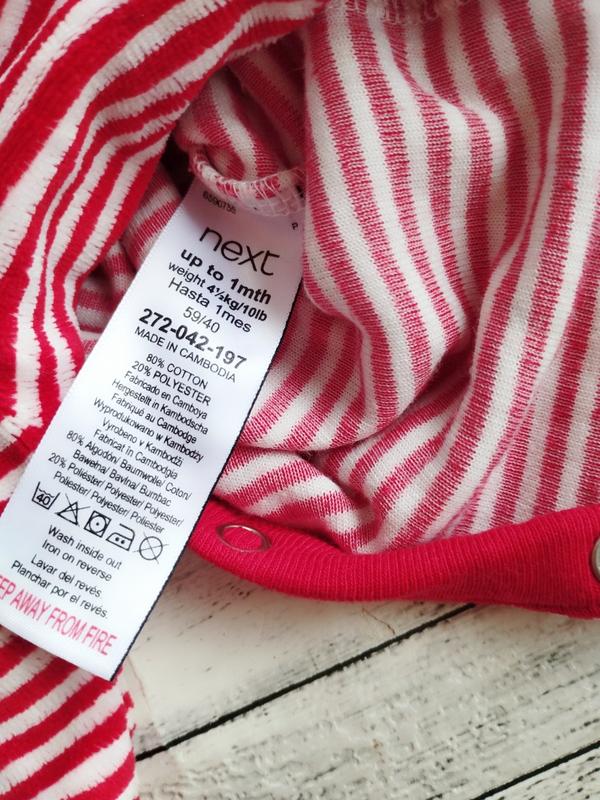 6590756
P
next
up to 1mth
weight 4½kg/10lb
Hasta 1mes
59/40
272-042-197
MADE IN CAMBODIA
80% COTTON
20% POLYESTER
Fabricado en Camboya
Hergestellt in Kambodscha
Fabriqué au Cambodge
Wyprodukowano w Kambodży
Vyrobeno v Kambodži
Fabricat în Cambodgia
80% Algodón/ Baumwolle/ Coton/
Bawełna/ Bavlna/ Bumbac
20% Poliéster/ Polyester/ Polyester/
Poliester/ Polyester/ Poliester
40
Wash inside out
Iron on reverse
Lavar del revés.
Planchar por el revés.
EP AWAY FROM FIRE